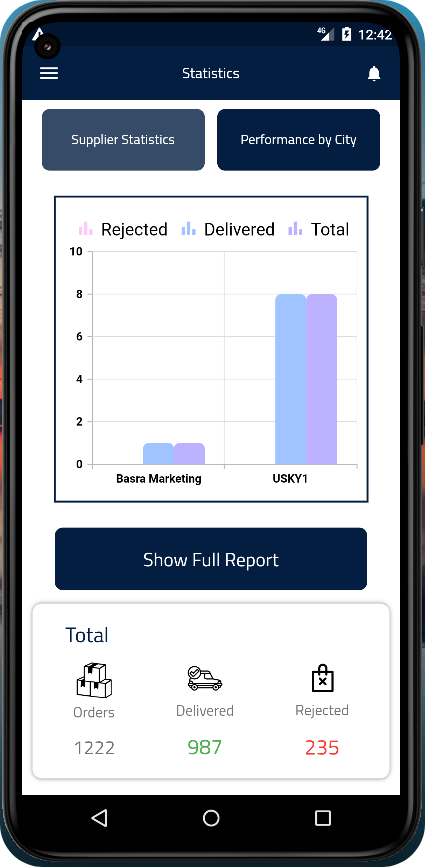 4G 12:42
Statistics
Supplier Statistics Performance by City
Rejected Delivered Total
10
8
6
4
2
0
Basra Marketing USKY1
Show Full Report
Total
Orders Delivered Rejected
1222 987 235